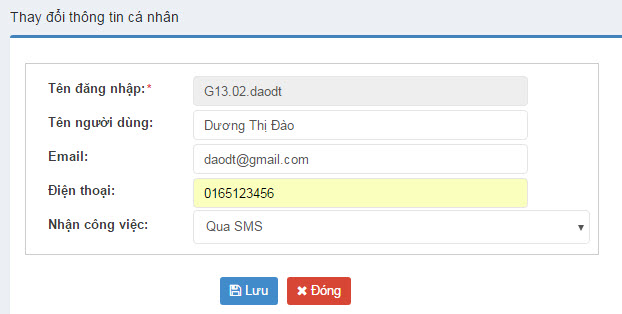 Thay đổi thông tin cá nhân
Tên đăng nhập:* G13.02.daodt
Tên người dùng: Dương Thị Đào
Email: daodt@gmail.com
Điện thoại: 0165123456
Nhận công việc: Qua SMS
Lưu Đóng